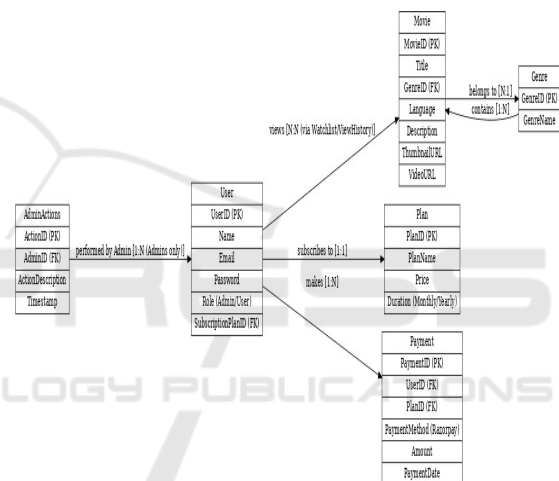 Movie
MovieID (PK)
Title
GenreID (FK)
Language
Description
ThumbnailURL
VideoURL
Genre
GenreID (PK)
GenreName
belongs to [N:1]
contains [1:N]
views [N:N (via Watchlist/ViewHistory)]
User
UserID (PK)
Name
Email
Password
Role (Admin/User)
SubscriptionPlanID (FK)
AdminActions
ActionID (PK)
AdminID (FK)
ActionDescription
Timestamp
performed by Admin [1:N (Admins only)]
subscribes to [1:1]
makes [1:N]
Plan
PlanID (PK)
PlanName
Price
Duration (Monthly/Yearly)
Payment
PaymentID (PK)
UserID (FK)
PlanID (FK)
PaymentMethod (Razorpay)
Amount
PaymentDate
PRESS
LOGY PUBLICATIONS